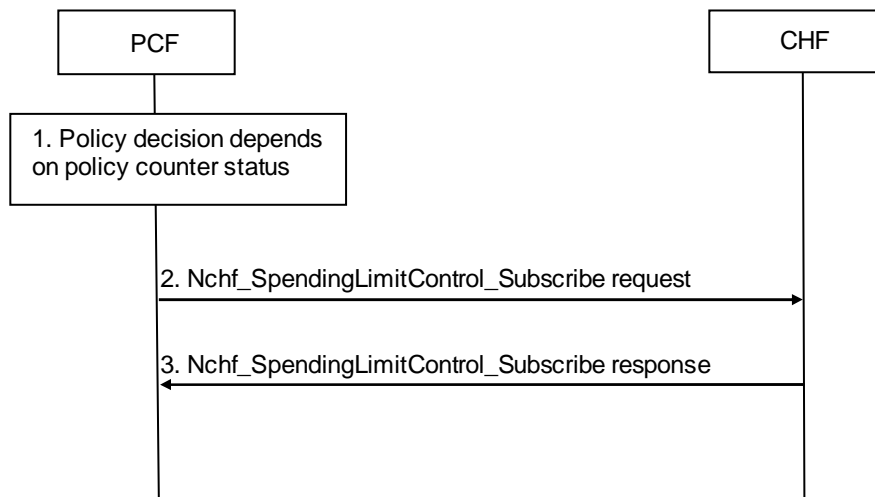 PCF
CHF
1. Policy decision depends
on policy counter status
2. Nchf_SpendingLimitControl_Subscribe request
3. Nchf_SpendingLimitControl_Subscribe response